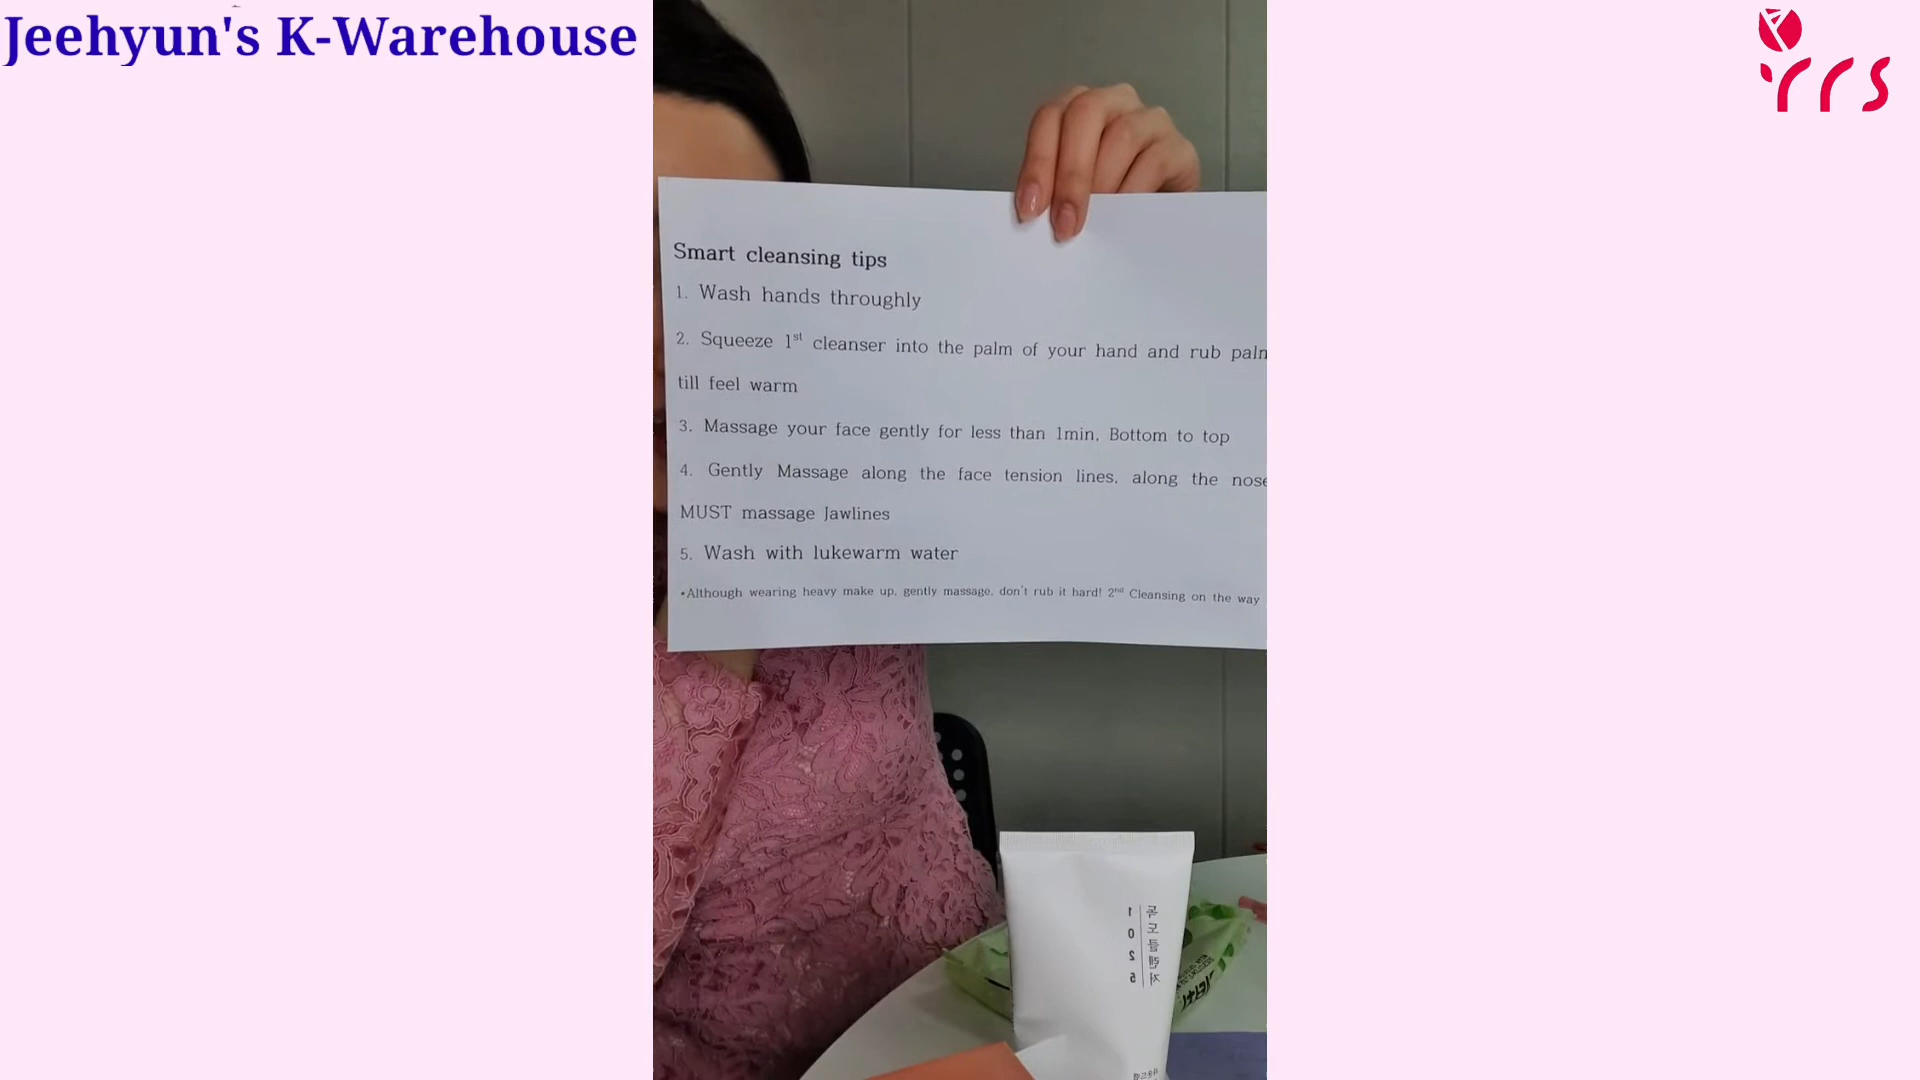 Jeehyun's K-Warehouse
YRS
Smart cleansing tips
1. Wash hands throughly
2. Squeeze 1st cleanser into the palm of your hand and rub
till feel warm
3. Massage your face gently for less than 1min, Bottom to top
4. Gently Massage along the face tension lines, along the nose
MUST massage Jawlines
5. Wash with lukewarm water
*Although wearing heavy make up, gently massage, don't rub it hard! 2nd Cleansing on the way
1025